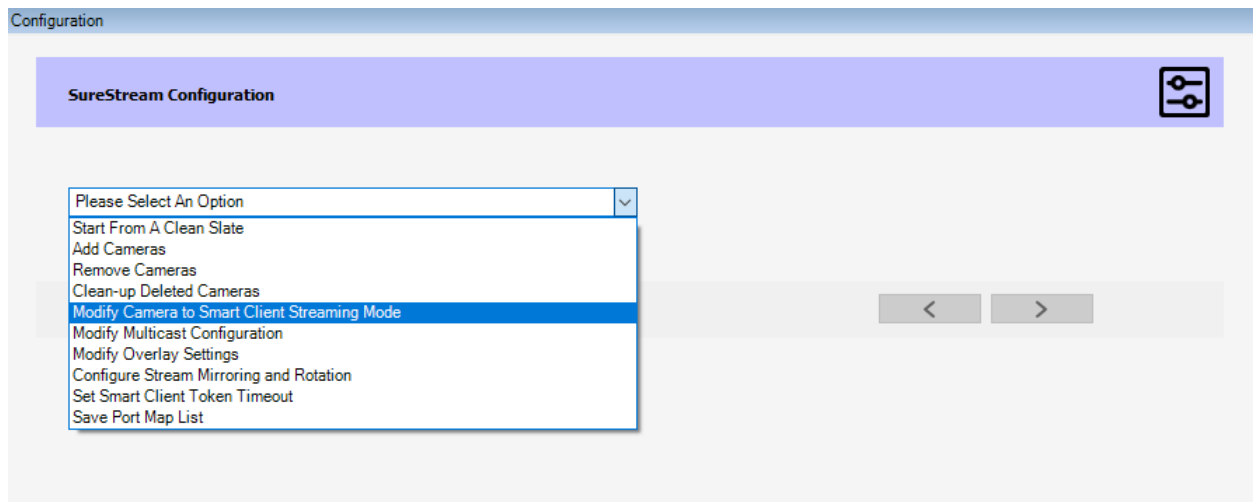 Configuration
SureStream Configuration
Please Select An Option
Start From A Clean Slate
Add Cameras
Remove Cameras
Clean-up Deleted Cameras
Modify Camera to Smart Client Streaming Mode
Modify Multicast Configuration
Modify Overlay Settings
Configure Stream Mirroring and Rotation
Set Smart Client Token Timeout
Save Port Map List